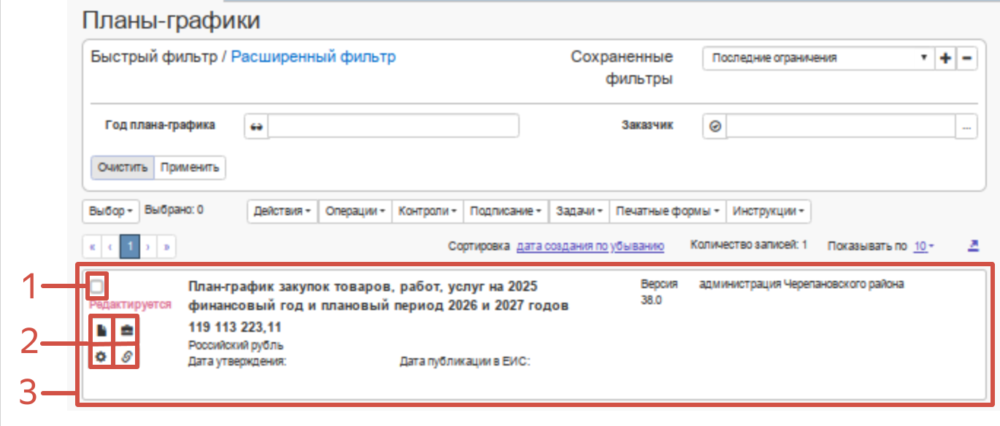 Планы-графики
Быстрый фильтр / Расширенный фильтр
Сохраненные
фильтры
Последние ограничения
Год плана-графика
Заказчик
...
Очистить Применить
Выбор Выбрано: 0 Действия Операции Контроли Подписание Задачи Печатные формы Инструкции
« ‹ 1 › » Сортировка дата создания по убыванию Количество записей: 1 Показывать по 10
1
Редактируется
2
3
План-график закупок товаров, работ, услуг на 2025
финансовый год и плановый период 2026 и 2027 годов
119 113 223,11
Российский рубль
Дата утверждения: Дата публикации в ЕИС:
Версия
38.0
администрация Черепановского района